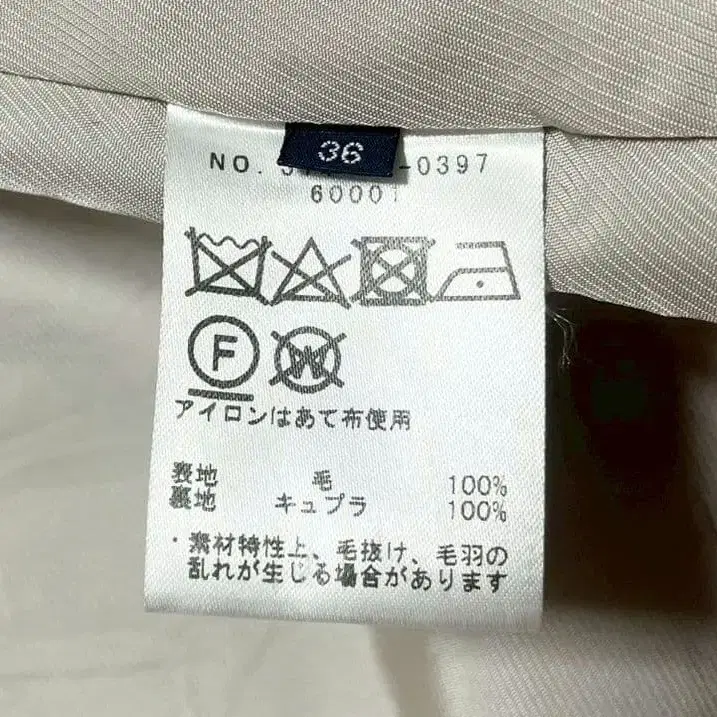 36
NO. -0397
60001
F
W
アイロンはあて布使用
表地 毛 100%
裏地 キュプラ 100%
・素材特性上、毛抜け、毛羽の
乱れが生じる場合があります